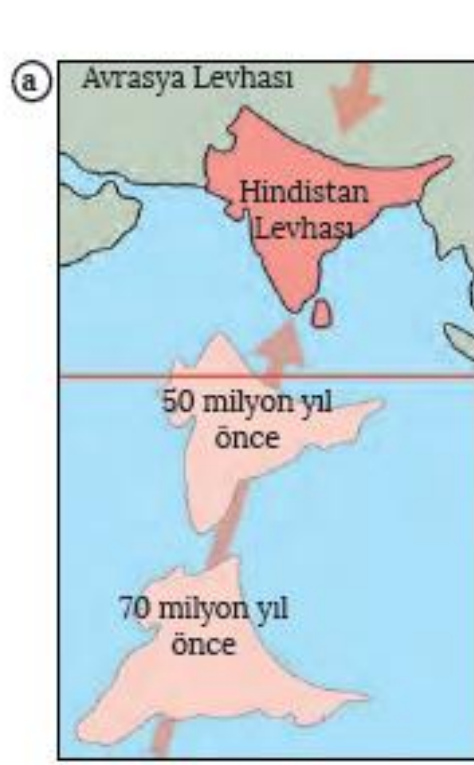 a
Avrasya Levhası
Hindistan
Levhası
50 milyon yıl
önce
70 milyon yıl
önce